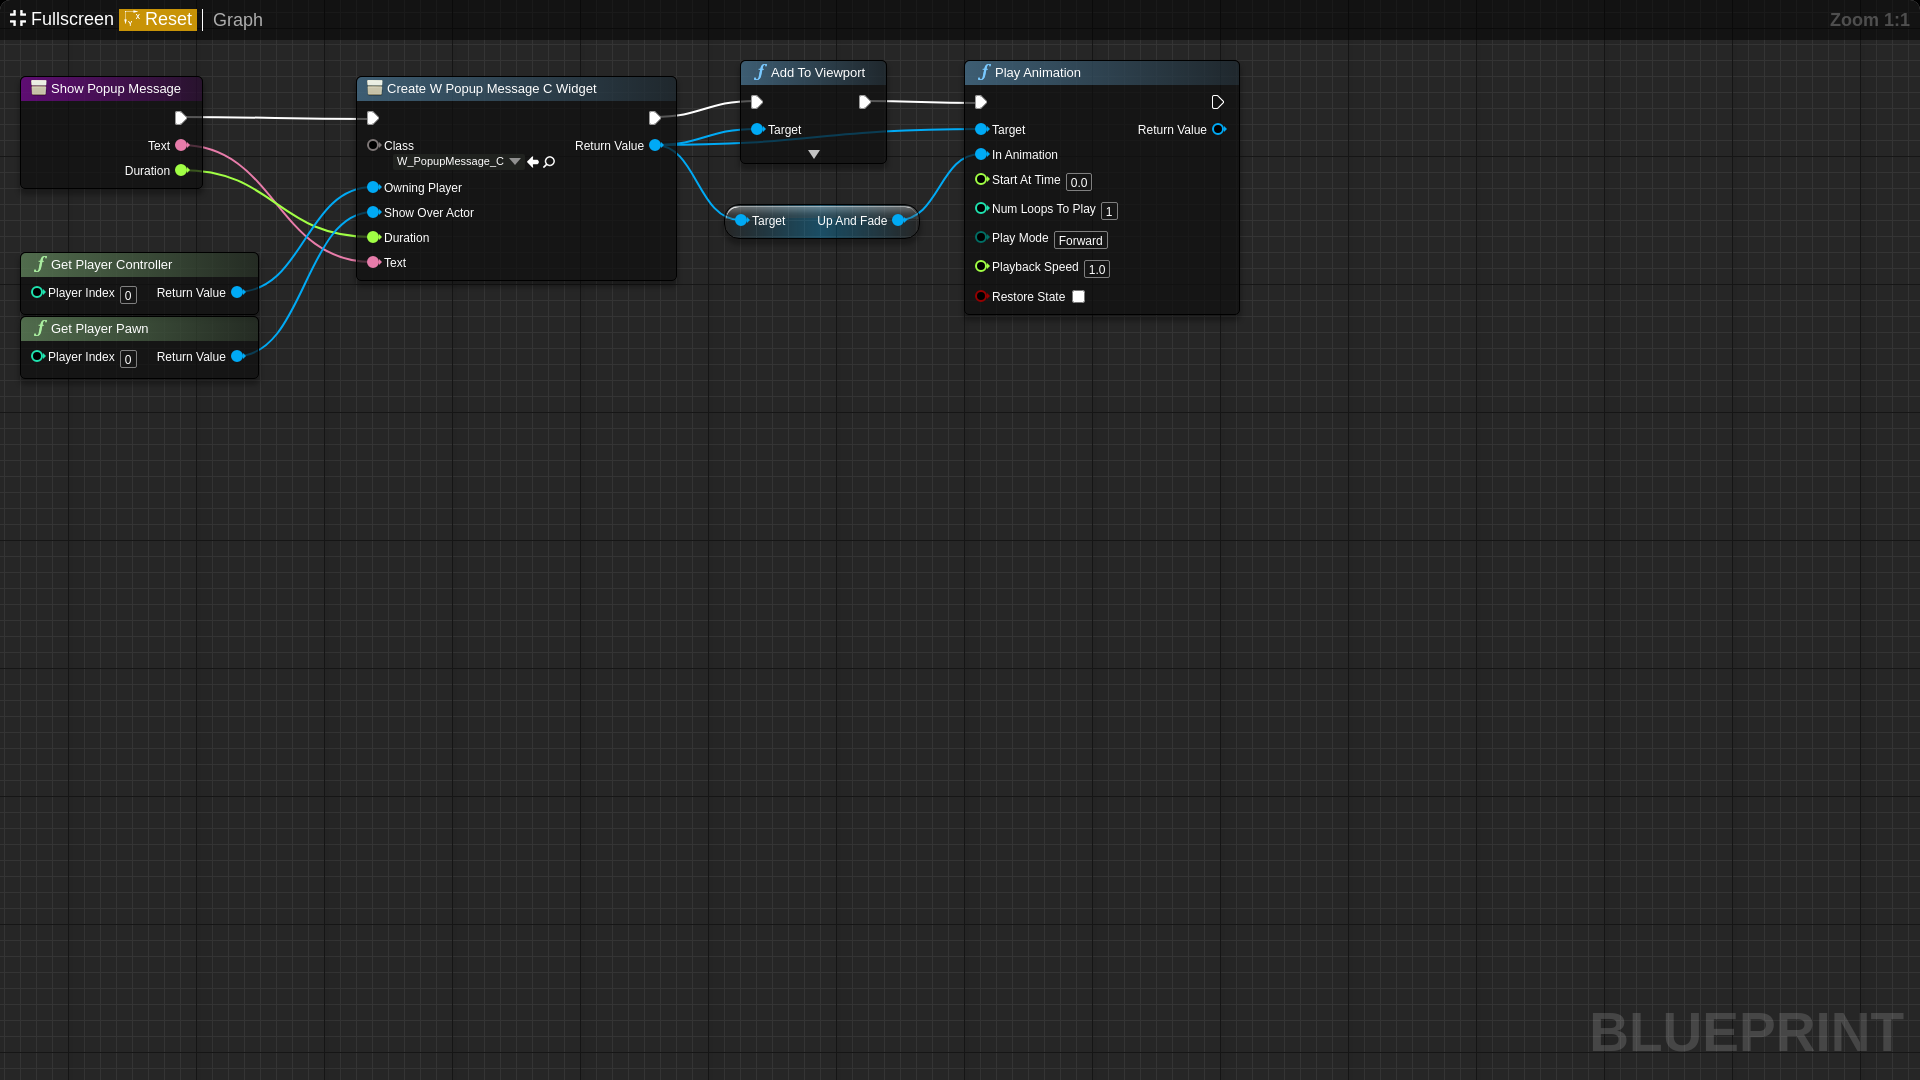 Fullscreen Reset Graph
Zoom 1:1
Show Popup Message
Text
Duration
Get Player Controller
Player Index 0 Return Value
Get Player Pawn
Player Index 0 Return Value
Create W Popup Message C Widget
Class
W_PopupMessage_C
Return Value
Owning Player
Show Over Actor
Duration
Text
f Add To Viewport
Target
Target Up And Fade
f Play Animation
Target Return Value
In Animation
Start At Time 0.0
Num Loops To Play 1
Play Mode Forward
Playback Speed 1.0
Restore State
BLUEPRINT